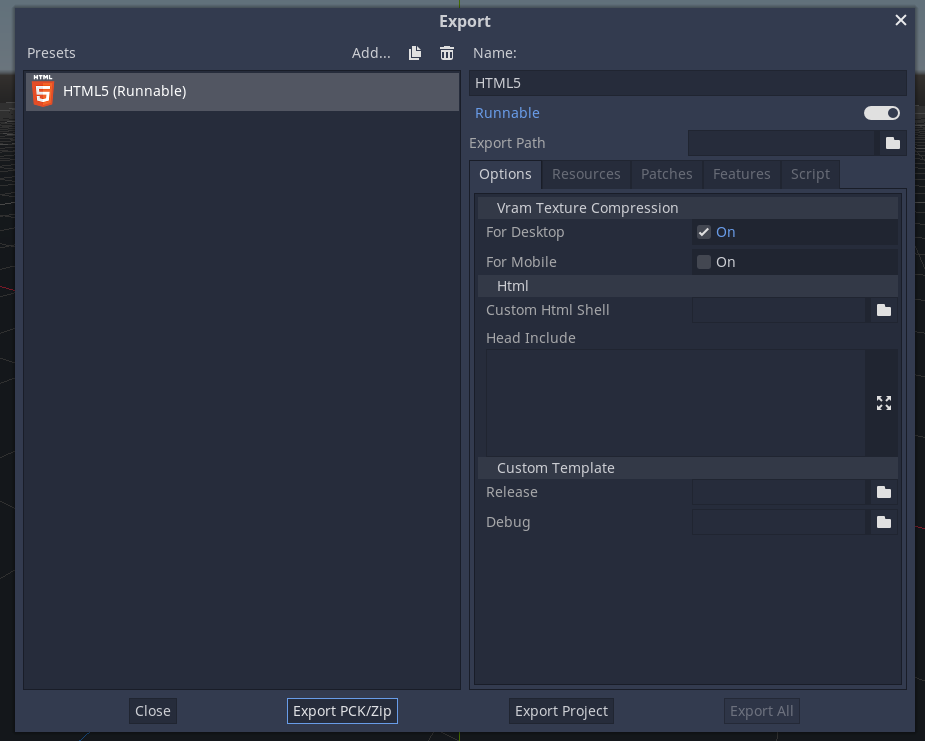 Export
Presets
Add...
Name:
HTML
HTML5 (Runnable)
HTML5
Runnable
Export Path
Options Resources Patches Features Script
Vram Texture Compression
For Desktop On
For Mobile On
Html
Custom Html Shell
Head Include
Custom Template
Release
Debug
Close Export PCK/Zip Export Project Export All